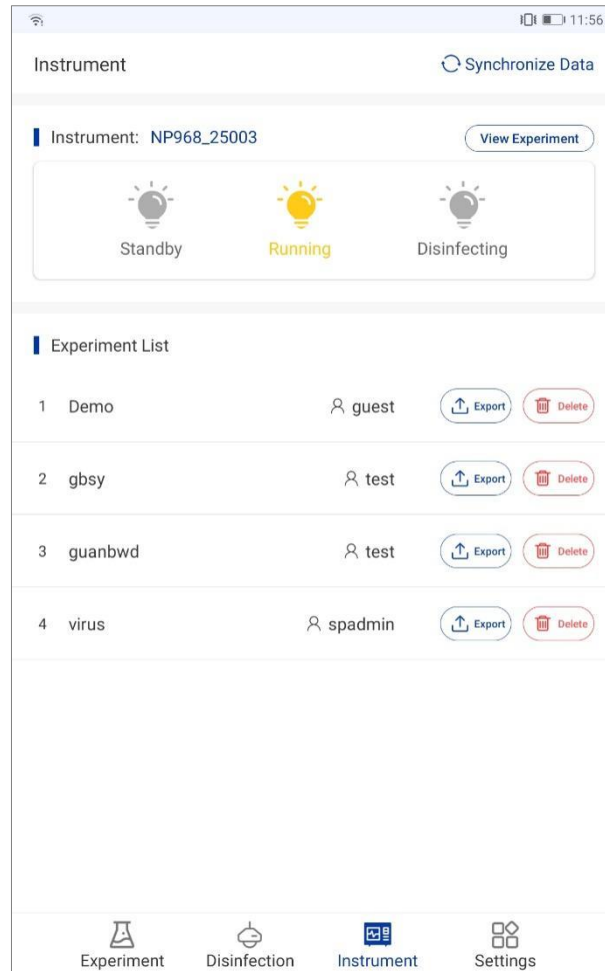 11:56
Instrument Synchronize Data
Instrument: NP968_25003 View Experiment
Standby Running Disinfecting
Experiment List
1 Demo guest Export Delete
2 gbsy test Export Delete
3 guanbwd test Export Delete
4 virus spadmin Export Delete
Experiment Disinfection Instrument Settings